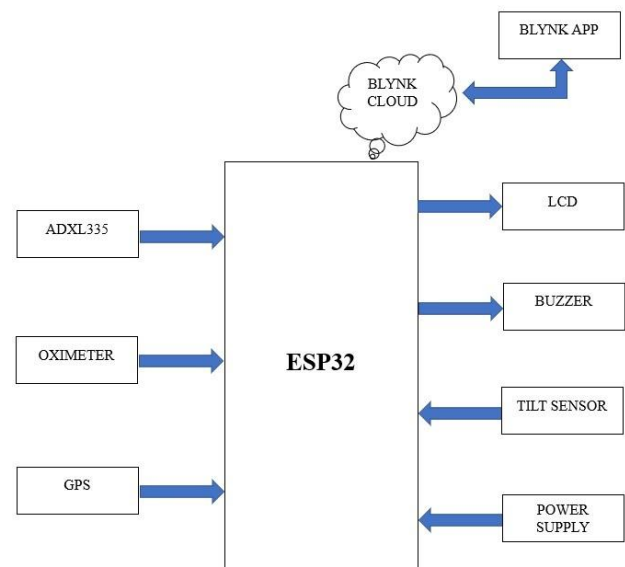 BLYNK APP
BLYNK
CLOUD
LCD
ADXL335
BUZZER
OXIMETER
ESP32
TILT SENSOR
GPS
POWER
SUPPLY